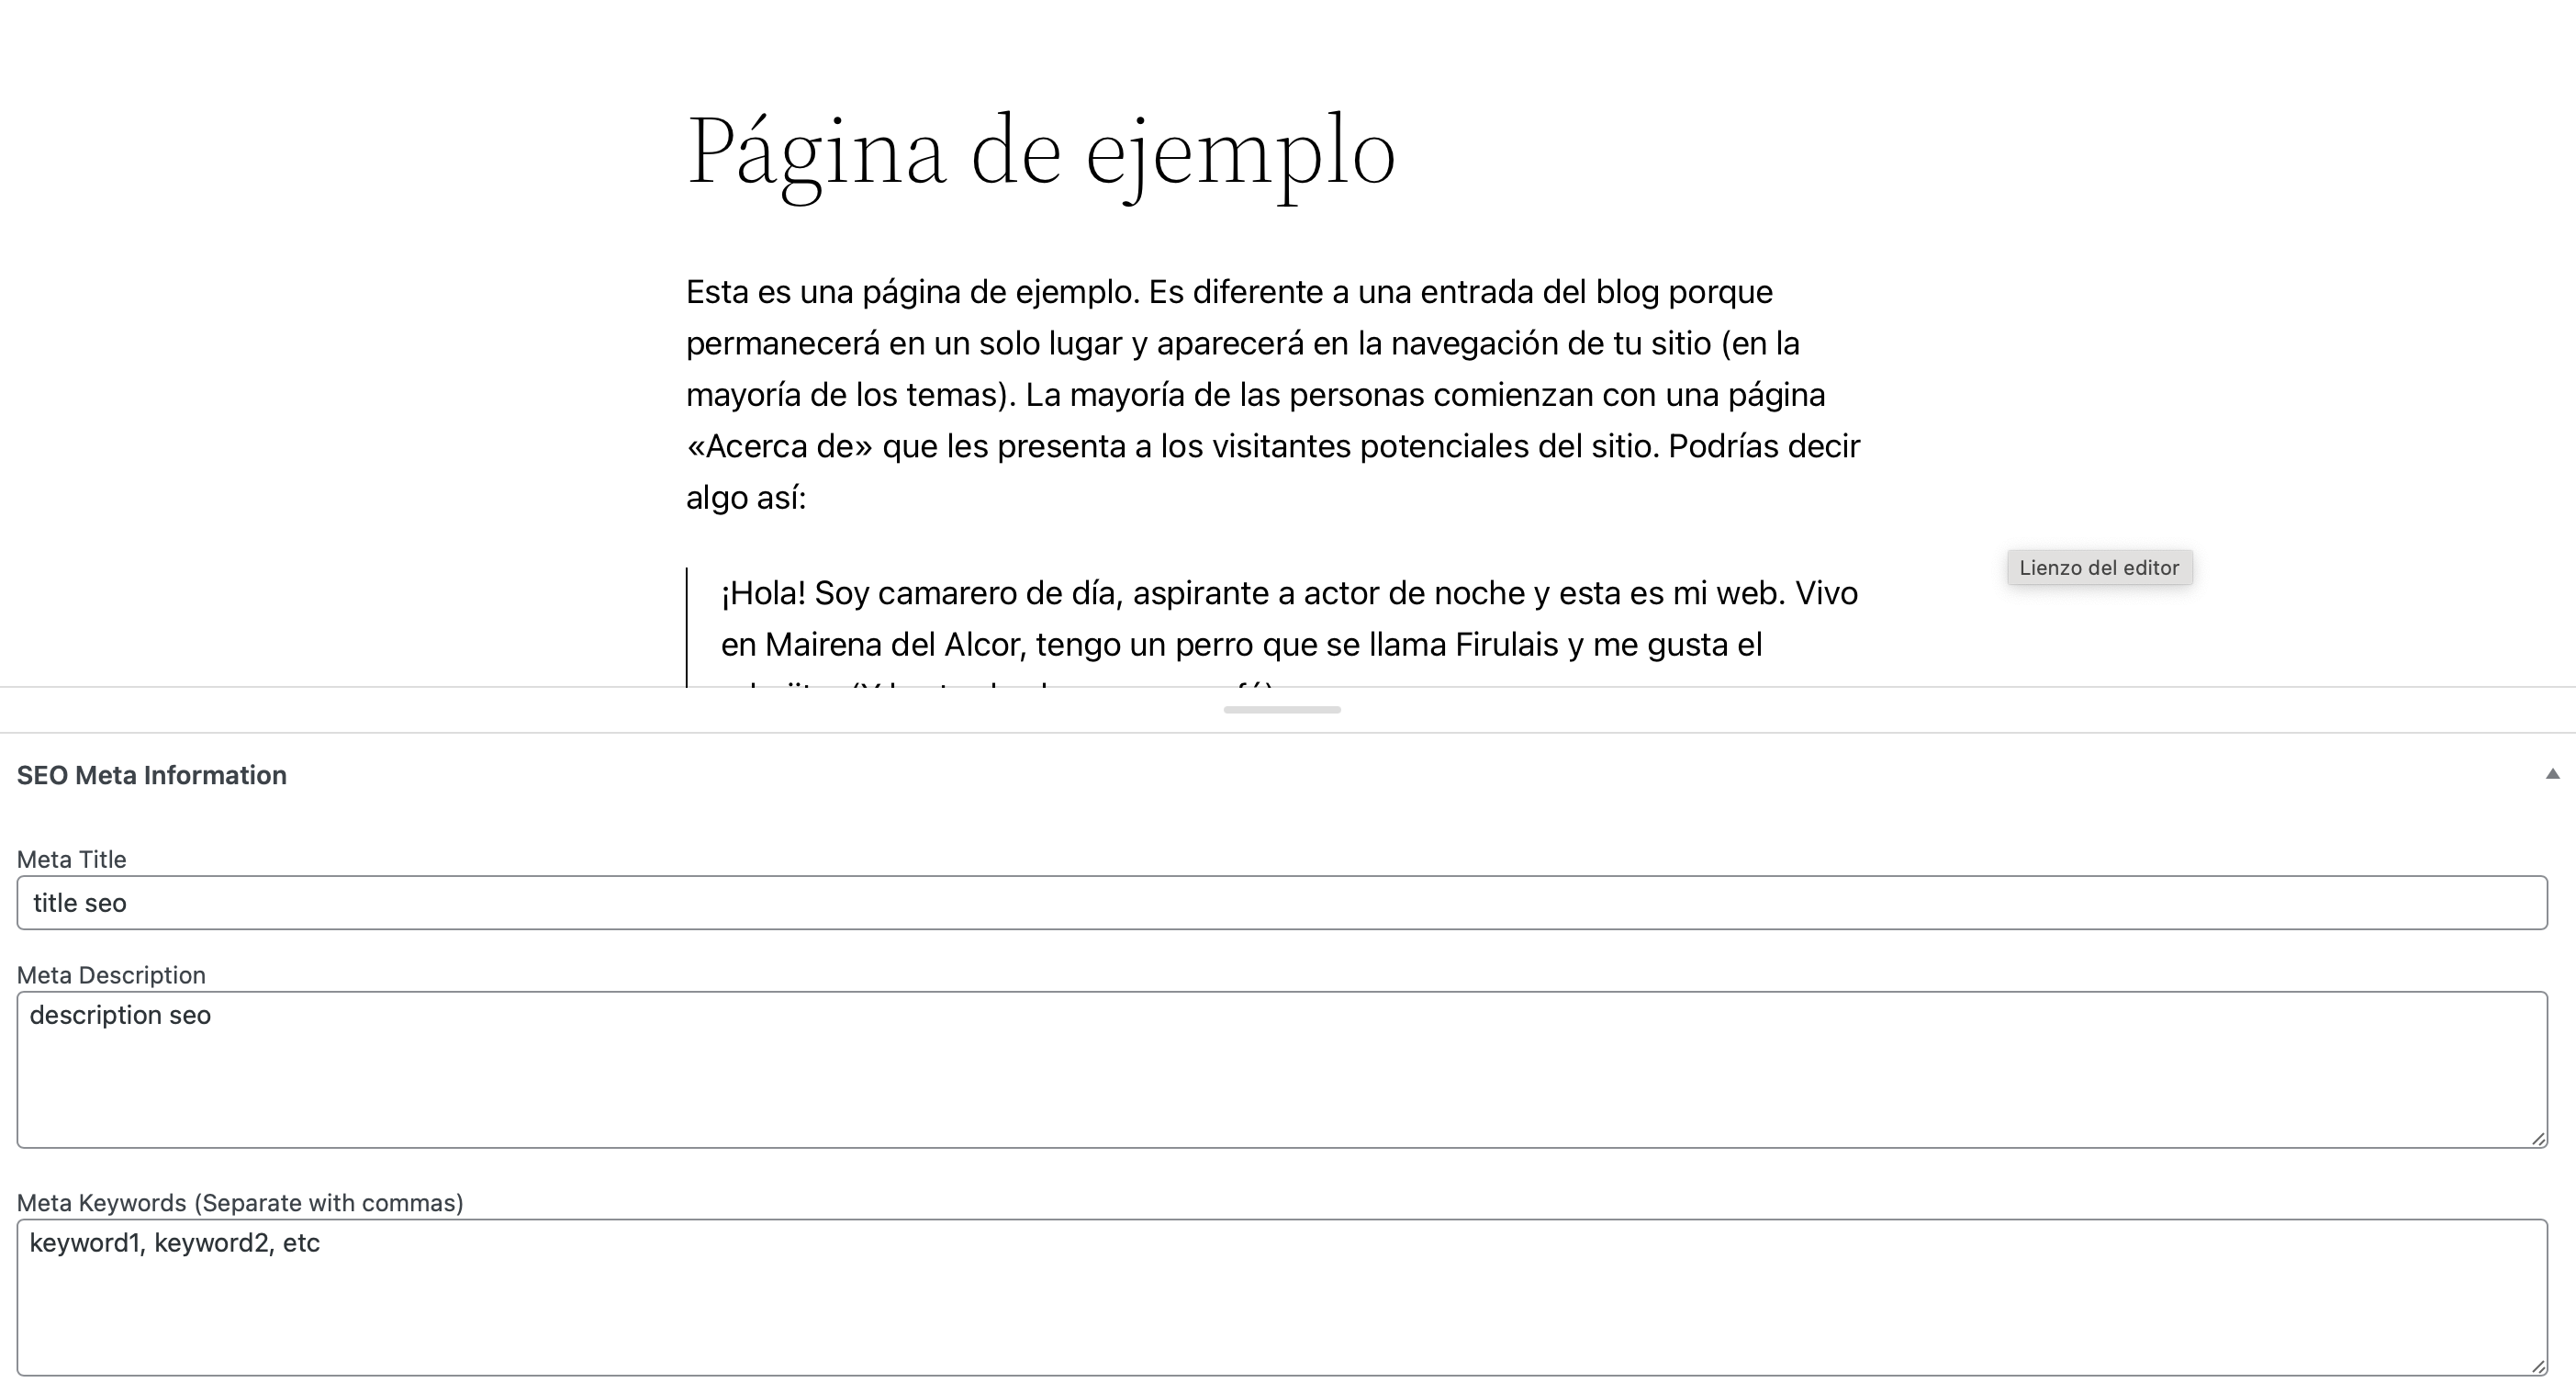 Página de ejemplo
Esta es una página de ejemplo. Es diferente a una entrada del blog porque
permanecerá en un solo lugar y aparecerá en la navegación de tu sitio (en la
mayoría de los temas). La mayoría de las personas comienzan con una página
«Acerca de» que les presenta a los visitantes potenciales del sitio. Podrías decir
algo así:
Lienzo del editor
¡Hola! Soy camarero de día, aspirante a actor de noche y esta es mi web. Vivo
en Mairena del Alcor, tengo un perro que se llama Firulais y me gusta el
SEO Meta Information
Meta Title
title seo
Meta Description
description seo
Meta Keywords (Separate with commas)
keyword1, keyword2, etc